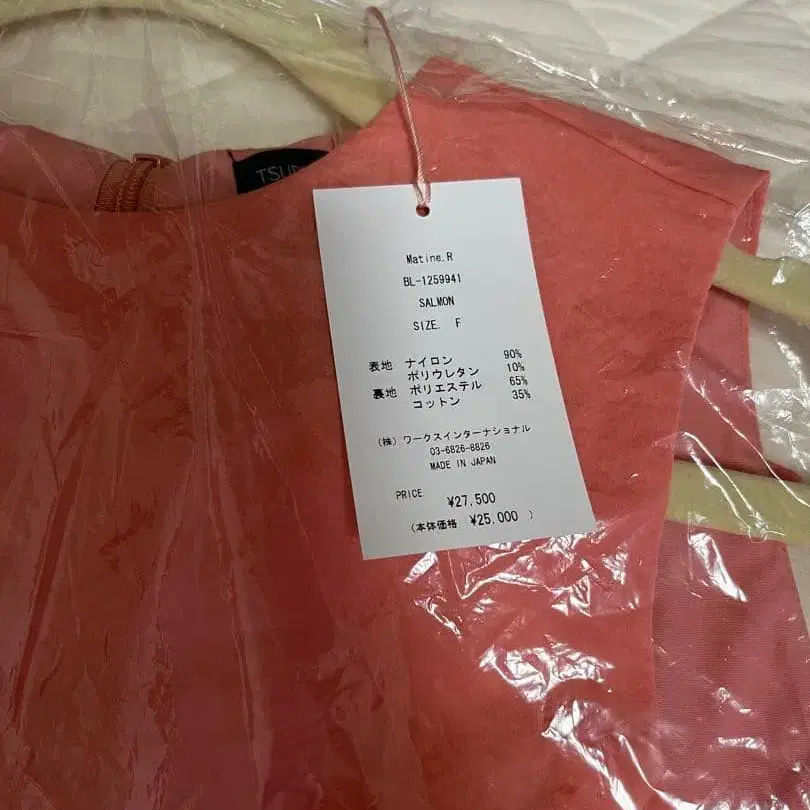 Matine.R
BL-1259941
SALMON
SIZE. F
表地 ナイロン 90%
ポリウレタン 10%
裏地 ポリエステル 65%
コットン 35%
(株) ワークスインターナショナル
03-6826-8826
MADE IN JAPAN
PRICE ¥27,500
(本体価格 ¥25,000 )